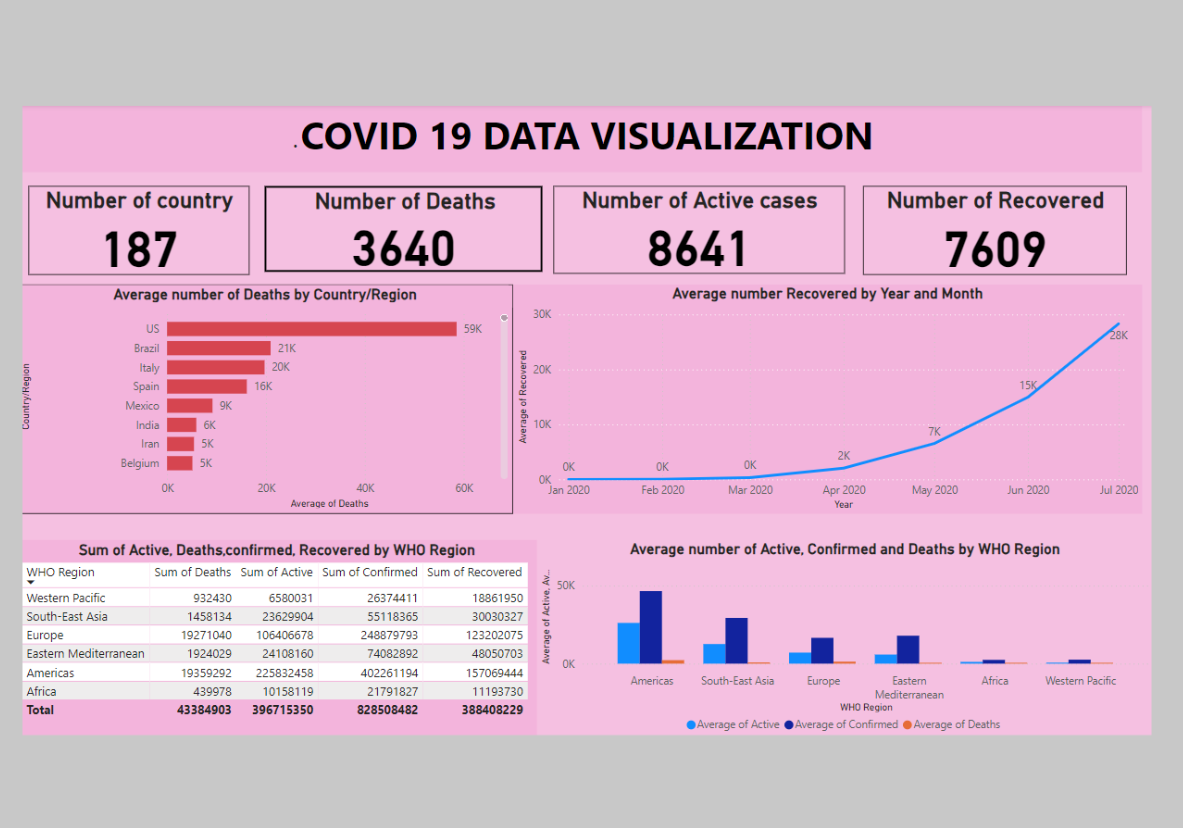 .COVID 19 DATA VISUALIZATION
Number of country
187
Number of Deaths
3640
Number of Active cases
8641
Number of Recovered
7609
Average number of Deaths by Country/Region
Country/Region
US 59K
Brazil 21K
Italy 20K
Spain 16K
Mexico 9K
India 6K
Iran 5K
Belgium 5K
0K 20K 40K 60K
Average of Deaths
Average number Recovered by Year and Month
Average of Recovered
30K
20K
10K
0K
0K 0K 0K 2K 7K 15K 28K
Jan 2020 Feb 2020 Mar 2020 Apr 2020 May 2020 Jun 2020 Jul 2020
Year
Sum of Active, Deaths,confirmed, Recovered by WHO Region
WHO Region Sum of Deaths Sum of Active Sum of Confirmed Sum of Recovered
Western Pacific 932430 6580031 26374411 18861950
South-East Asia 1458134 23629904 55118365 30030327
Europe 19271040 106406678 248879793 123202075
Eastern Mediterranean 1924029 24108160 74082892 48050703
Americas 19359292 225832458 402261194 157069444
Africa 439978 10158119 21791827 11193730
Total 43384903 396715350 828508482 388408229
Average number of Active, Confirmed and Deaths by WHO Region
Average of Active, Av...
50K
0K
Americas South-East Asia Europe Eastern Africa Western Pacific
Mediterranean
WHO Region
Average of Active Average of Confirmed Average of Deaths